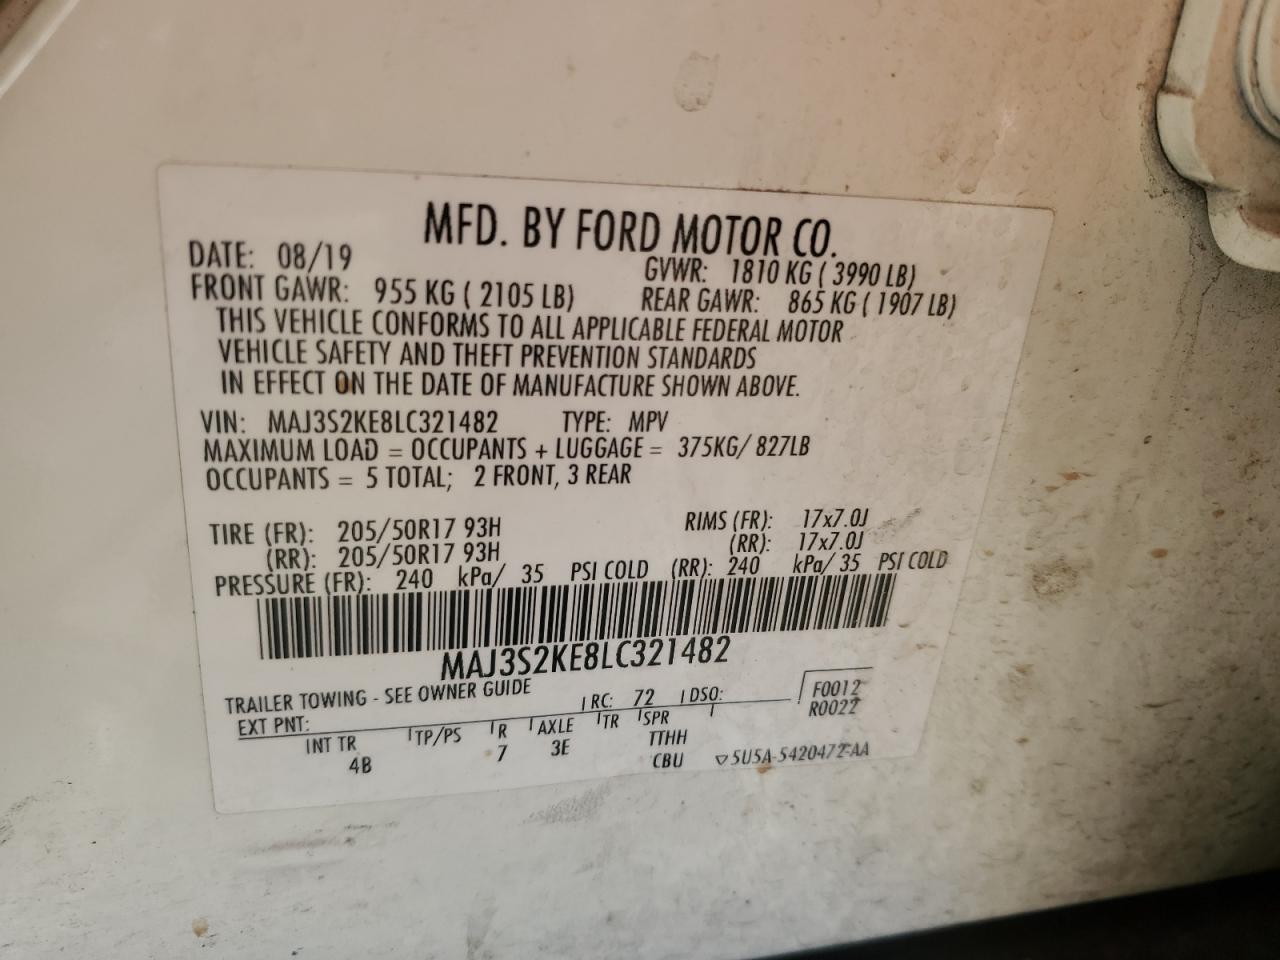 MFD. BY FORD MOTOR CO.
DATE: 08/19
GVWR: 1810 KG ( 3990 LB)
FRONT GAWR: 955 KG ( 2105 LB)
REAR GAWR: 865 KG ( 1907 LB)
THIS VEHICLE CONFORMS TO ALL APPLICABLE FEDERAL MOTOR
VEHICLE SAFETY AND THEFT PREVENTION STANDARDS
IN EFFECT ON THE DATE OF MANUFACTURE SHOWN ABOVE.
VIN: MAJ3S2KE8LC321482 TYPE: MPV
MAXIMUM LOAD = OCCUPANTS + LUGGAGE = 375KG/ 827LB
OCCUPANTS = 5 TOTAL; 2 FRONT, 3 REAR
TIRE (FR): 205/50R17 93H RIMS (FR): 17x7.0J
(RR): 205/50R17 93H (RR): 17x7.0J
PRESSURE (FR): 240 kPa/ 35 PSI COLD (RR): 240 kPa/ 35 PSI COLD
MAJ3S2KE8LC321482
TRAILER TOWING - SEE OWNER GUIDE
EXT PNT: RC: 72 DSO: F0012
R0022
INT TR TP/PS R AXLE TR SPR
4B 7 3E TTHH
CBU ▽5U5A-5420472-AA